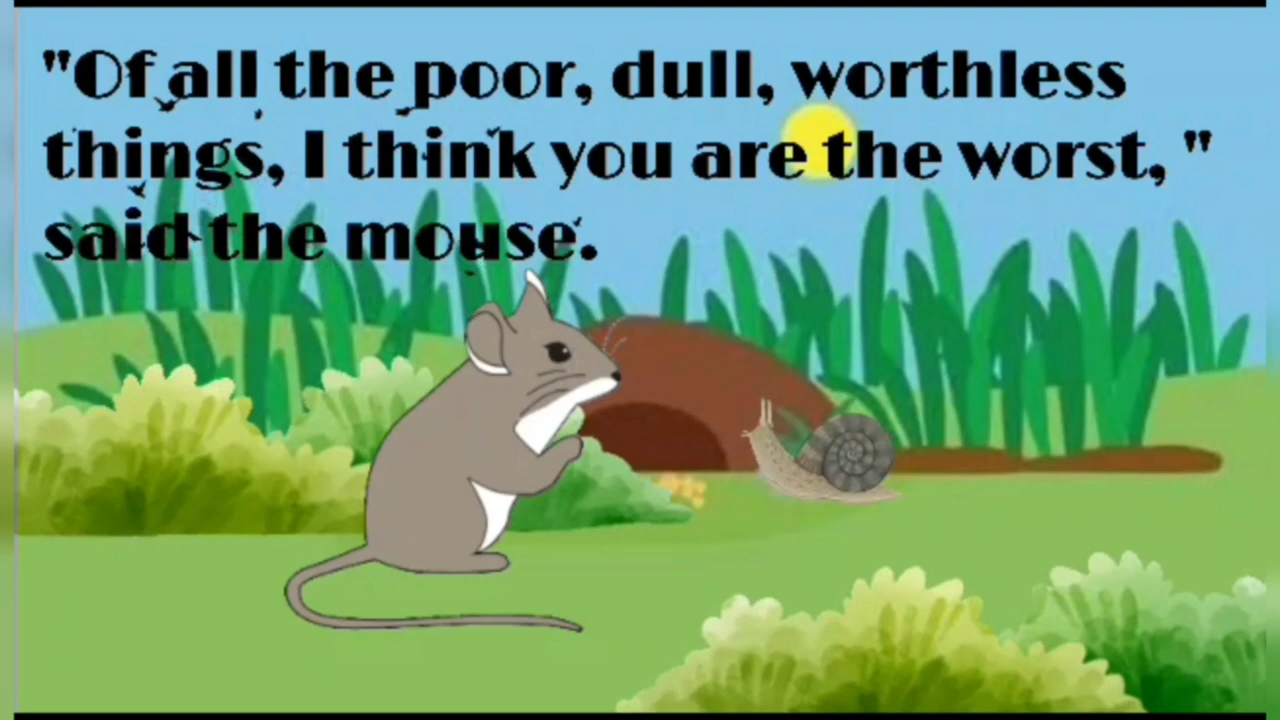 "Of all the poor, dull, worthless
things, I think you are the worst, "
said the mouse.